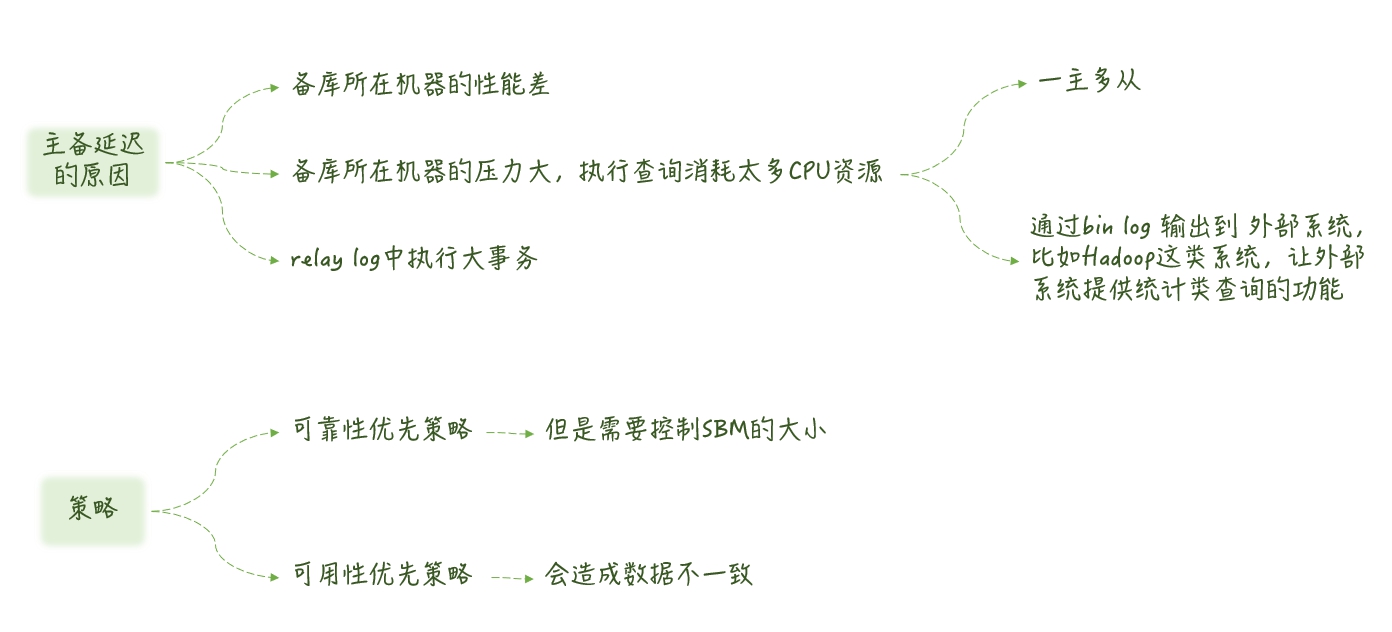 主备延迟
的原因
备库所在机器的性能差
备库所在机器的压力大，执行查询消耗太多CPU资源
relay log中执行大事务
一主多从
通过bin log 输出到 外部系统，
比如Hadoop这类系统，让外部
系统提供统计类查询的功能
策略
可靠性优先策略
但是需要控制SBM的大小
可用性优先策略
会造成数据不一致